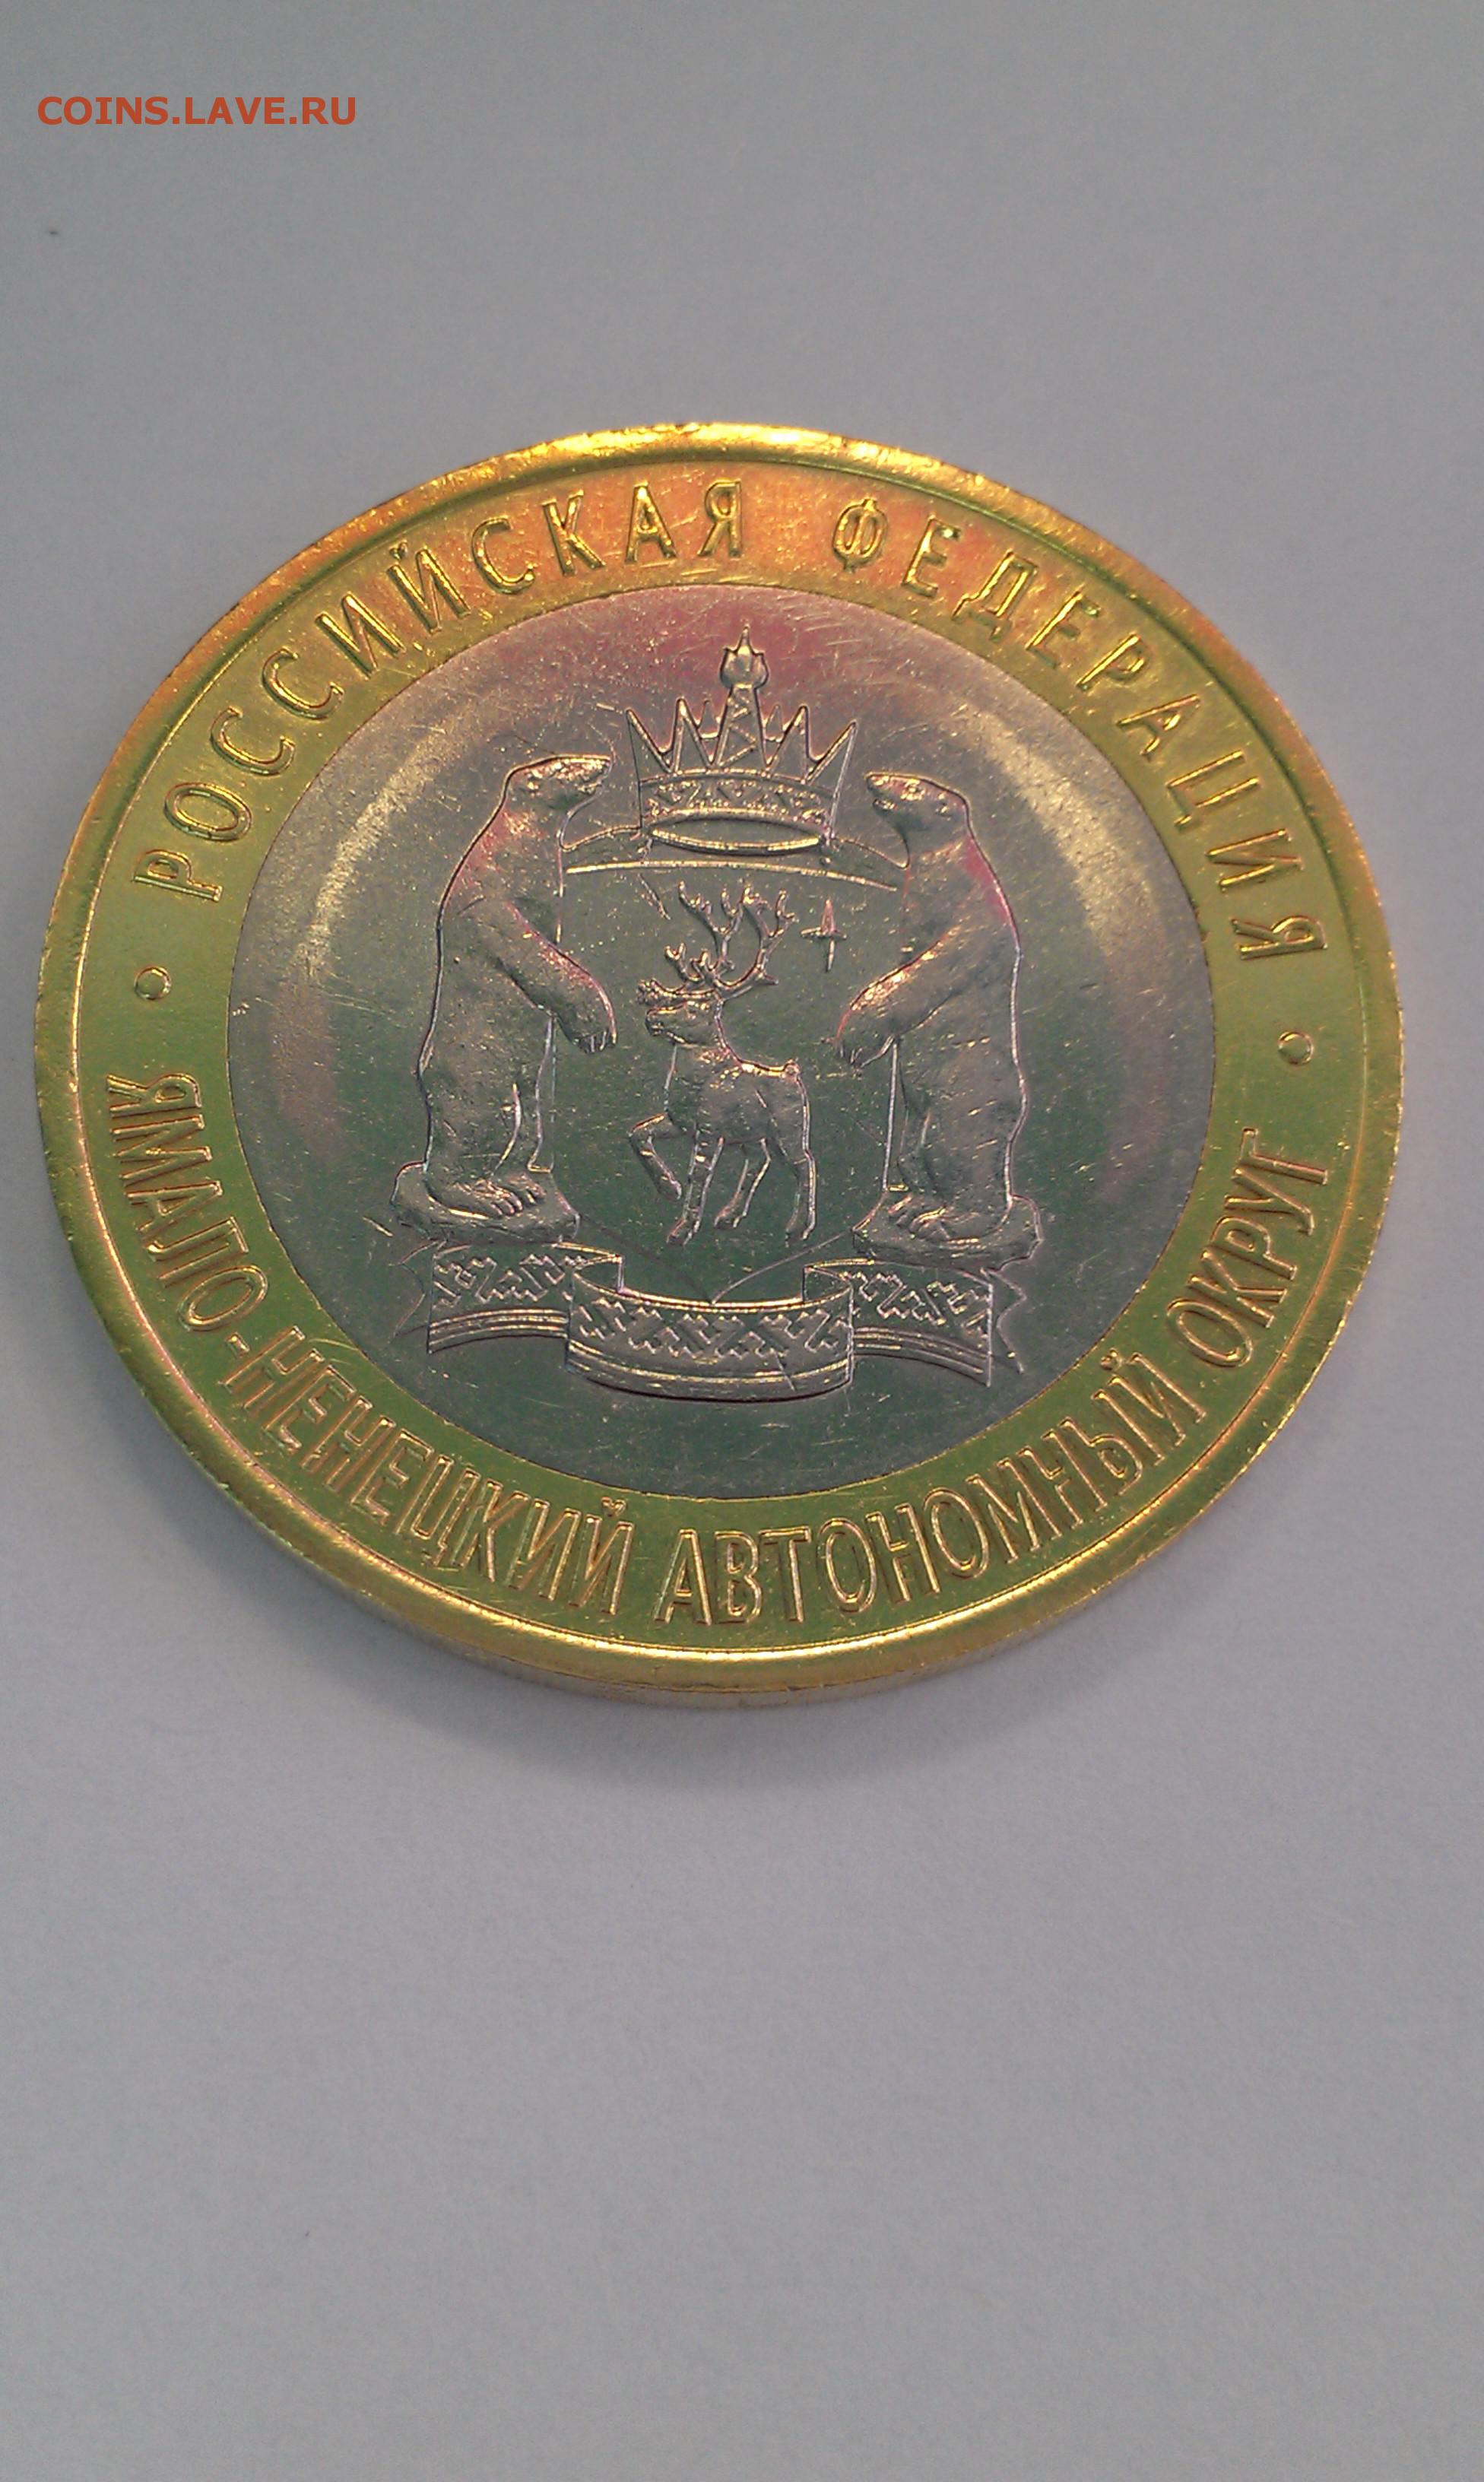 COINS.LAVE.RU
РОССИЙСКАЯ ФЕДЕРАЦИЯ
ЯМАЛО-НЕНЕЦКИЙ АВТОНОМНЫЙ ОКРУГ